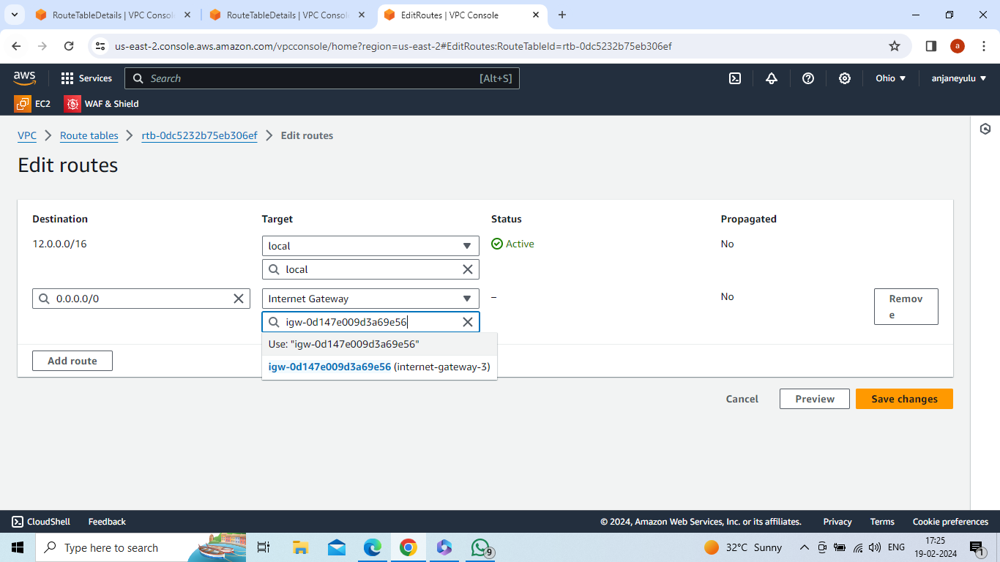 RouteTableDetails | VPC Consol
RouteTableDetails | VPC Consol
EditRoutes | VPC Console
us-east-2.console.aws.amazon.com/vpcconsole/home?region=us-east-2#EditRoutes:RouteTableId=rtb-0dc5232b75eb306ef
a
aws
Services
Search
[Alt+S]
Ohio
anjaneyulu
EC2
WAF & Shield
VPC
Route tables
rtb-0dc5232b75eb306ef
Edit routes
Edit routes
Destination
Target
Status
Propagated
12.0.0.0/16
local
Active
No
local
0.0.0.0/0
Internet Gateway
–
No
Remov
e
igw-0d147e009d3a69e56
Use: "igw-0d147e009d3a69e56"
igw-0d147e009d3a69e56 (internet-gateway-3)
Add route
Cancel
Preview
Save changes
CloudShell
Feedback
© 2024, Amazon Web Services, Inc. or its affiliates.
Privacy
Terms
Cookie preferences
Type here to search
9
32°C Sunny
ENG
17:25
19-02-2024
1